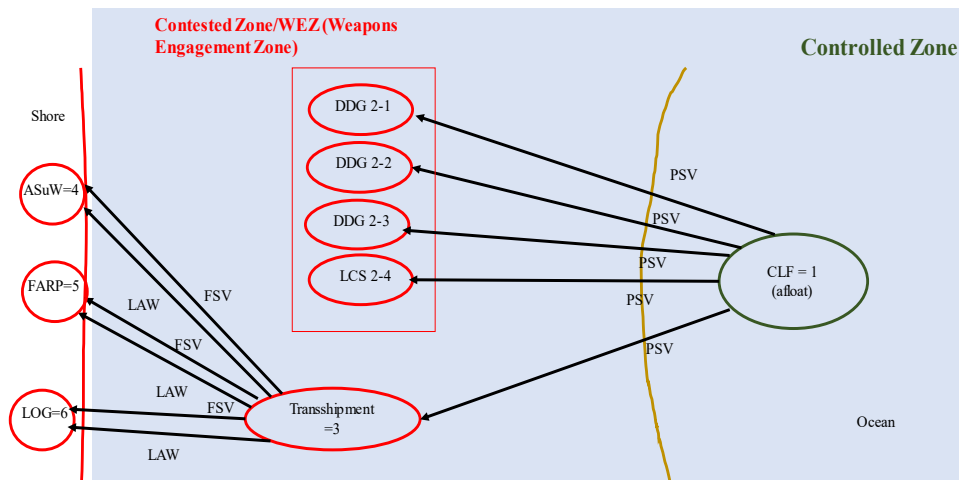 Contested Zone/WEZ (Weapons
Engagement Zone)
Controlled Zone
Shore
DDG 2-1
DDG 2-2
DDG 2-3
LCS 2-4
ASuW=4
FARP=5
LOG=6
PSV
PSV
PSV
PSV
PSV
CLF = 1
(afloat)
FSV
LAW
FSV
LAW
FSV
LAW
Transshipment
=3
Ocean